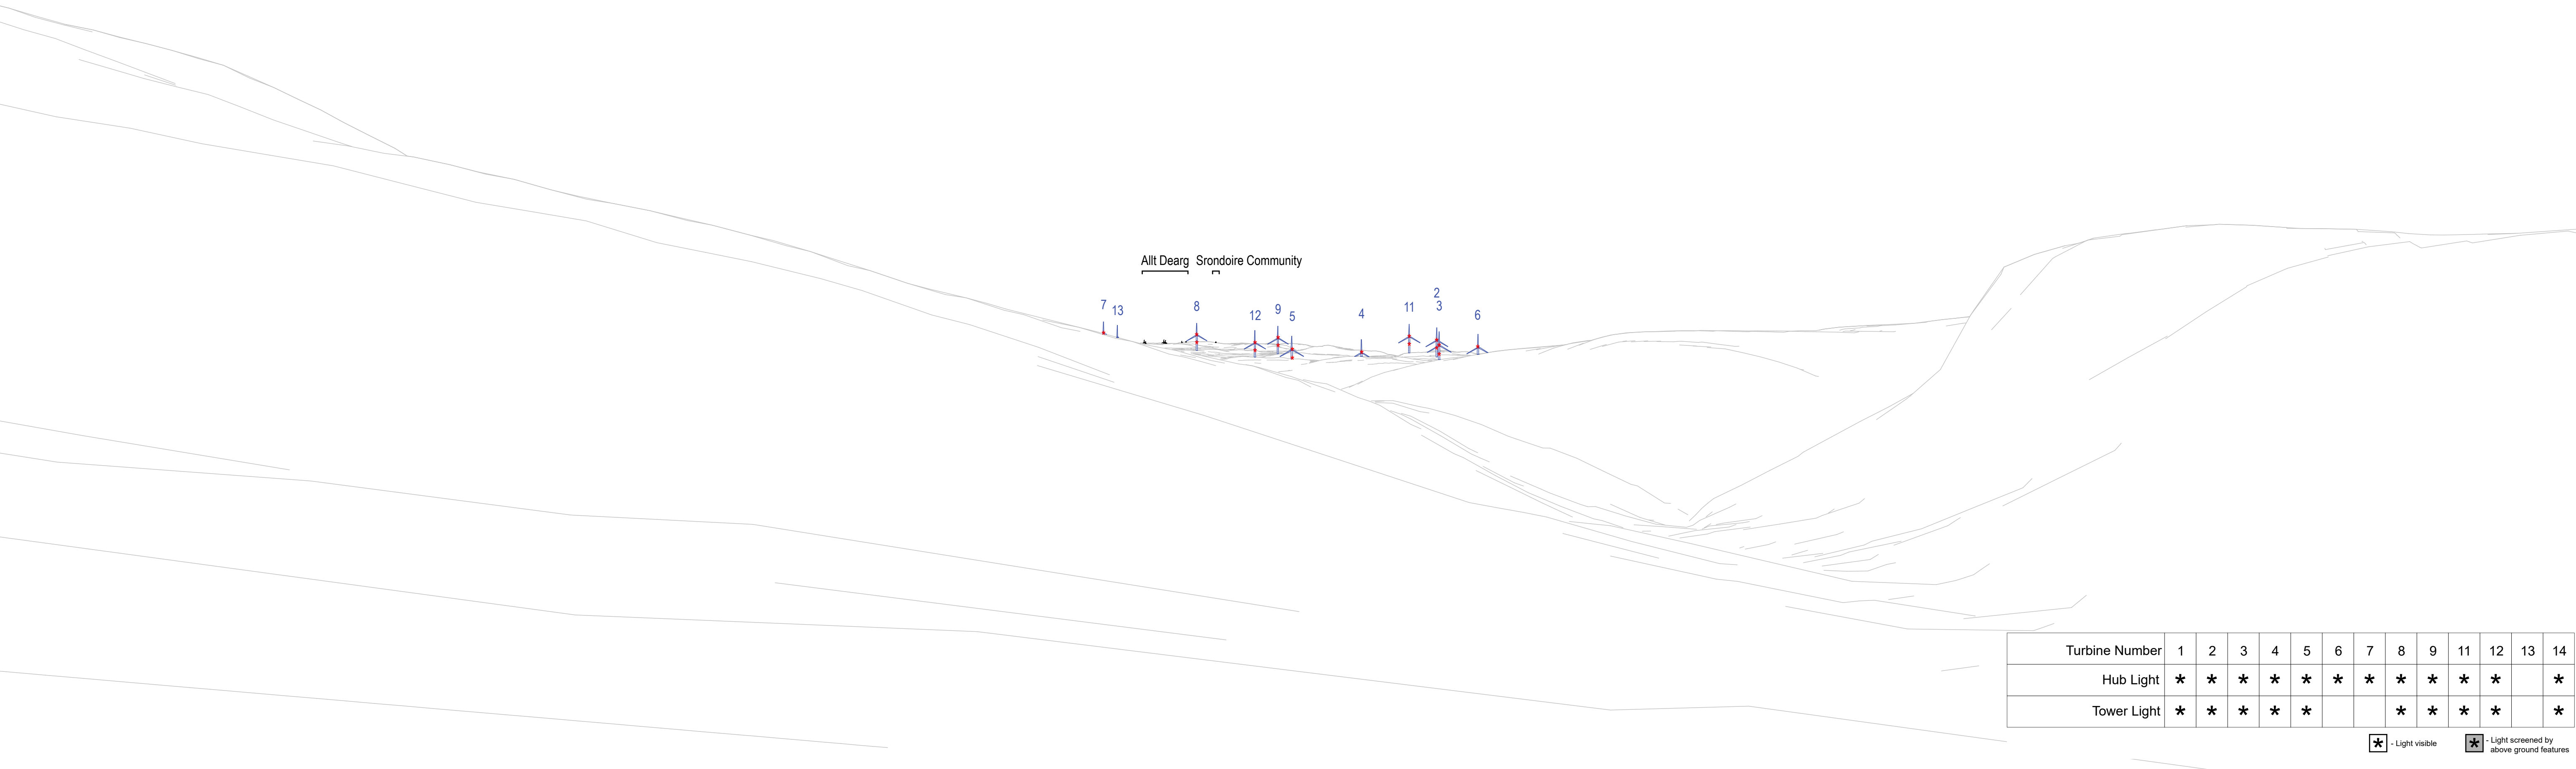 Allt Dearg Srondoire Community
2
7 13 8 12 9 5 4 11 3 6
Turbine Number 1 2 3 4 5 6 7 8 9 11 12 13 14
Hub Light * * * * * * * * * * * *
Tower Light * * * * * * * * * *
* - Light visible
* - Light screened by
above ground features